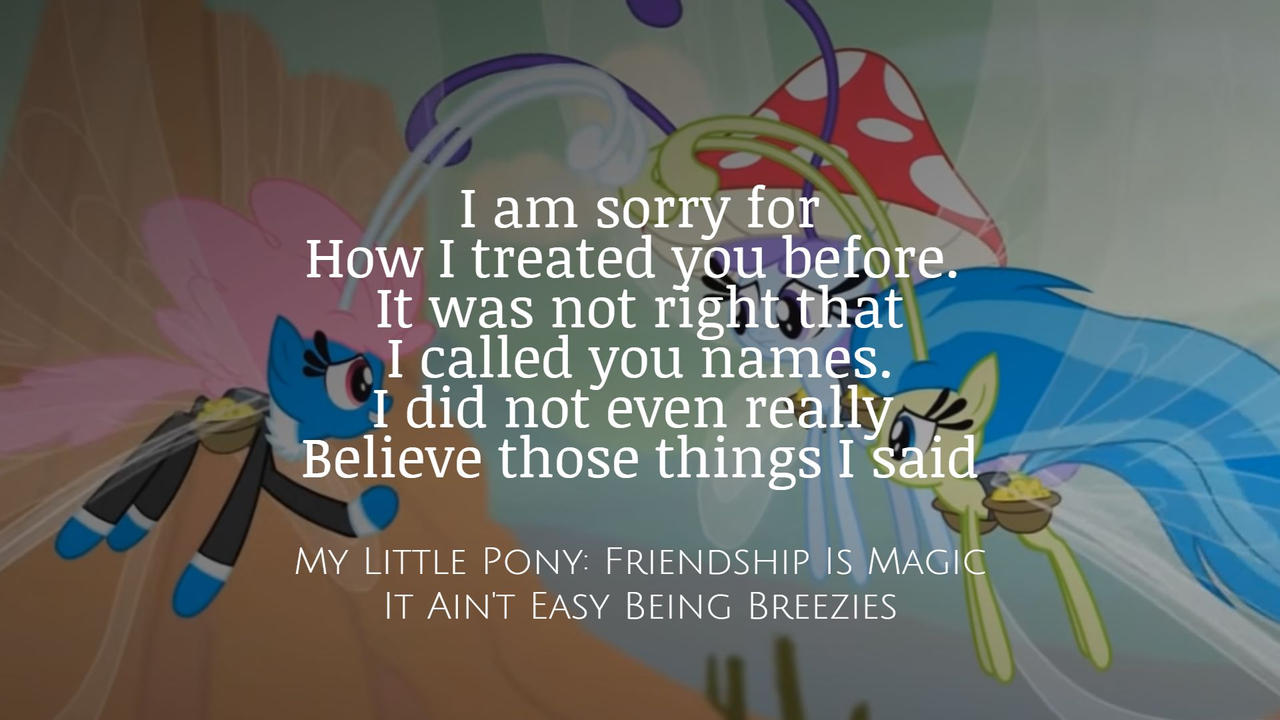 I am sorry for
How I treated you before.
It was not right that
I called you names.
I did not even really
Believe those things I said
My Little Pony: Friendship Is Magic
It Ain't Easy Being Breezies